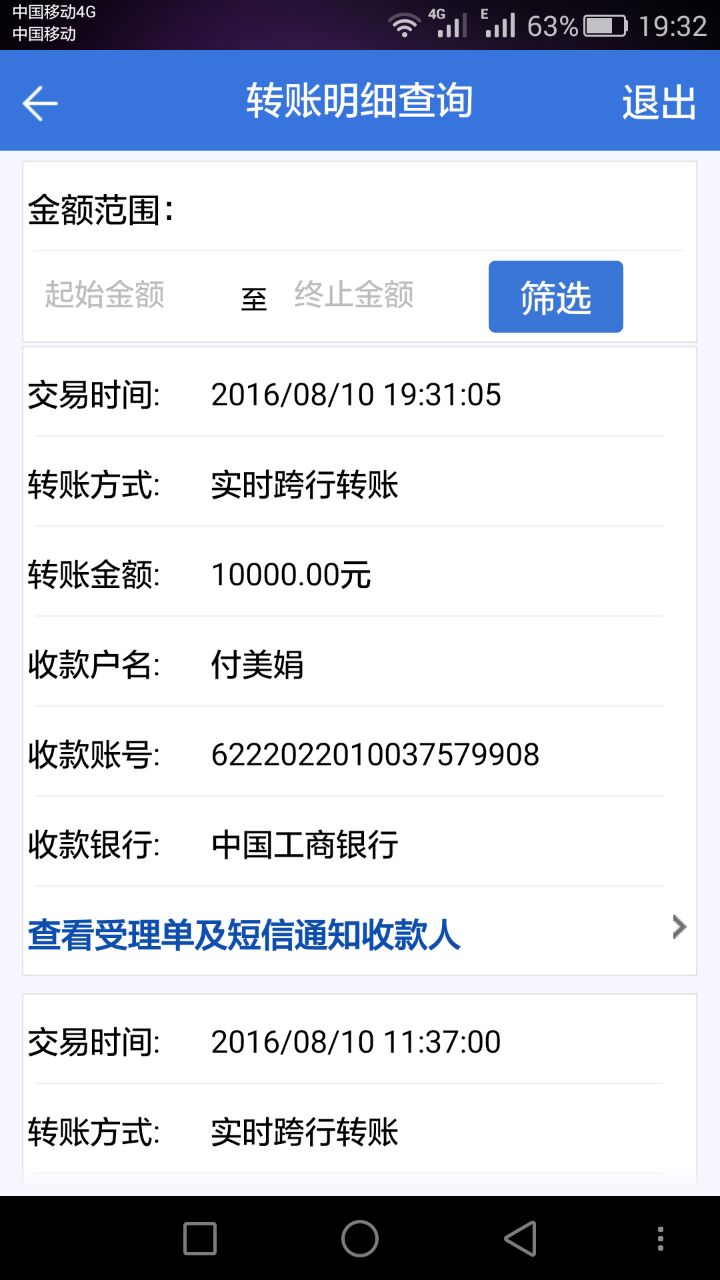 中国移动4G
中国移动
4G E 63% 19:32
转账明细查询 退出
金额范围:
起始金额 至 终止金额 筛选
交易时间: 2016/08/10 19:31:05
转账方式: 实时跨行转账
转账金额: 10000.00元
收款户名: 付美娟
收款账号: 6222022010037579908
收款银行: 中国工商银行
查看受理单及短信通知收款人
交易时间: 2016/08/10 11:37:00
转账方式: 实时跨行转账